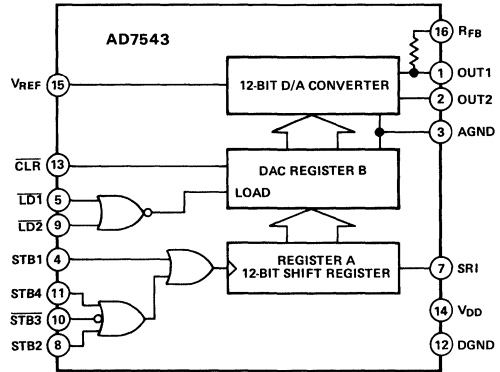 AD7543
16
RFB
VREF
15
12-BIT D/A CONVERTER
1
OUT1
2
OUT2
3
AGND
CLR
13
DAC REGISTER B
LD1
5
LOAD
LD2
9
STB1
4
REGISTER A
12-BIT SHIFT REGISTER
7
SRI
STB4
11
14
VDD
STB3
10
STB2
8
12
DGND